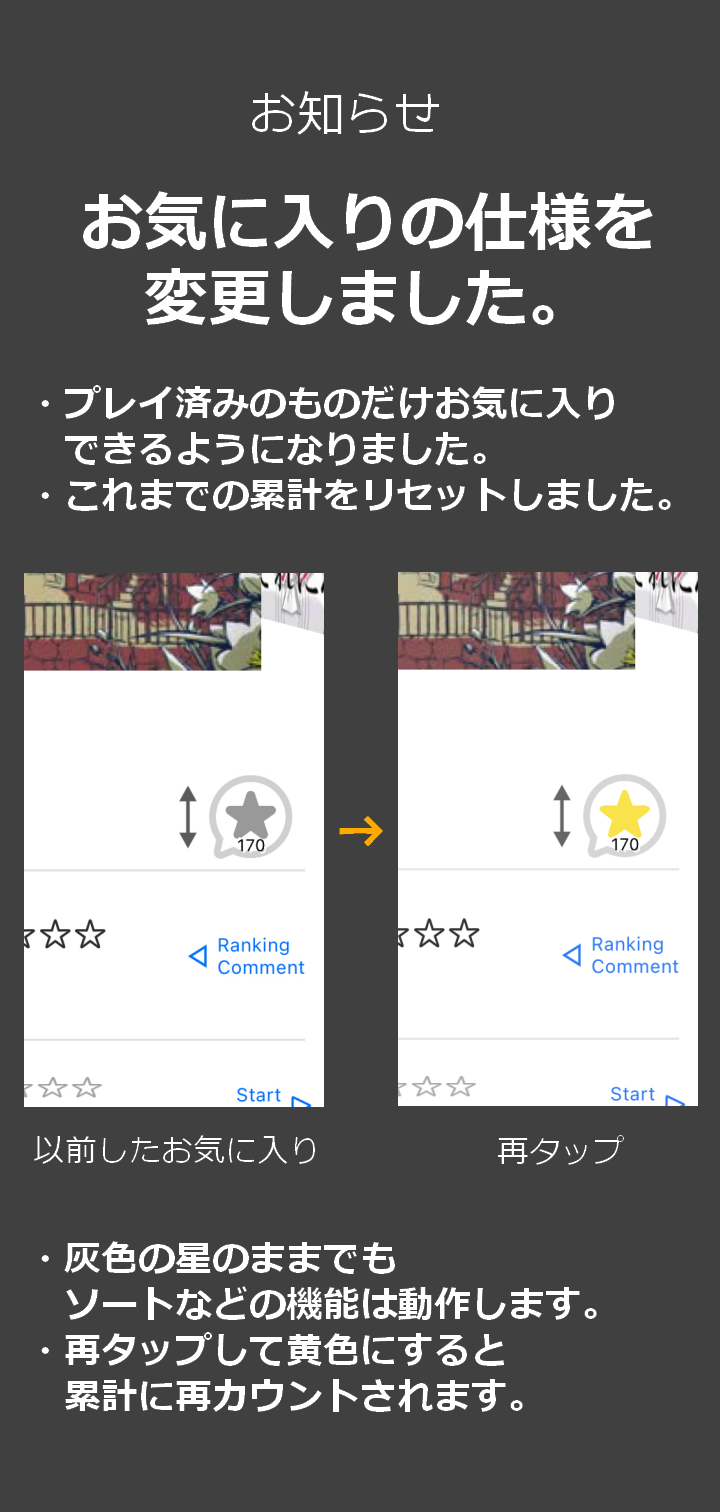 お知らせ
お気に入りの仕様を
変更しました。
・プレイ済みのものだけお気に入り
できるようになりました。
・これまでの累計をリセットしました。
170
170
Ranking
Comment
Ranking
Comment
Start
Start
以前したお気に入り
再タップ
・灰色の星のままでも
ソートなどの機能は動作します。
・再タップして黄色にすると
累計に再カウントされます。